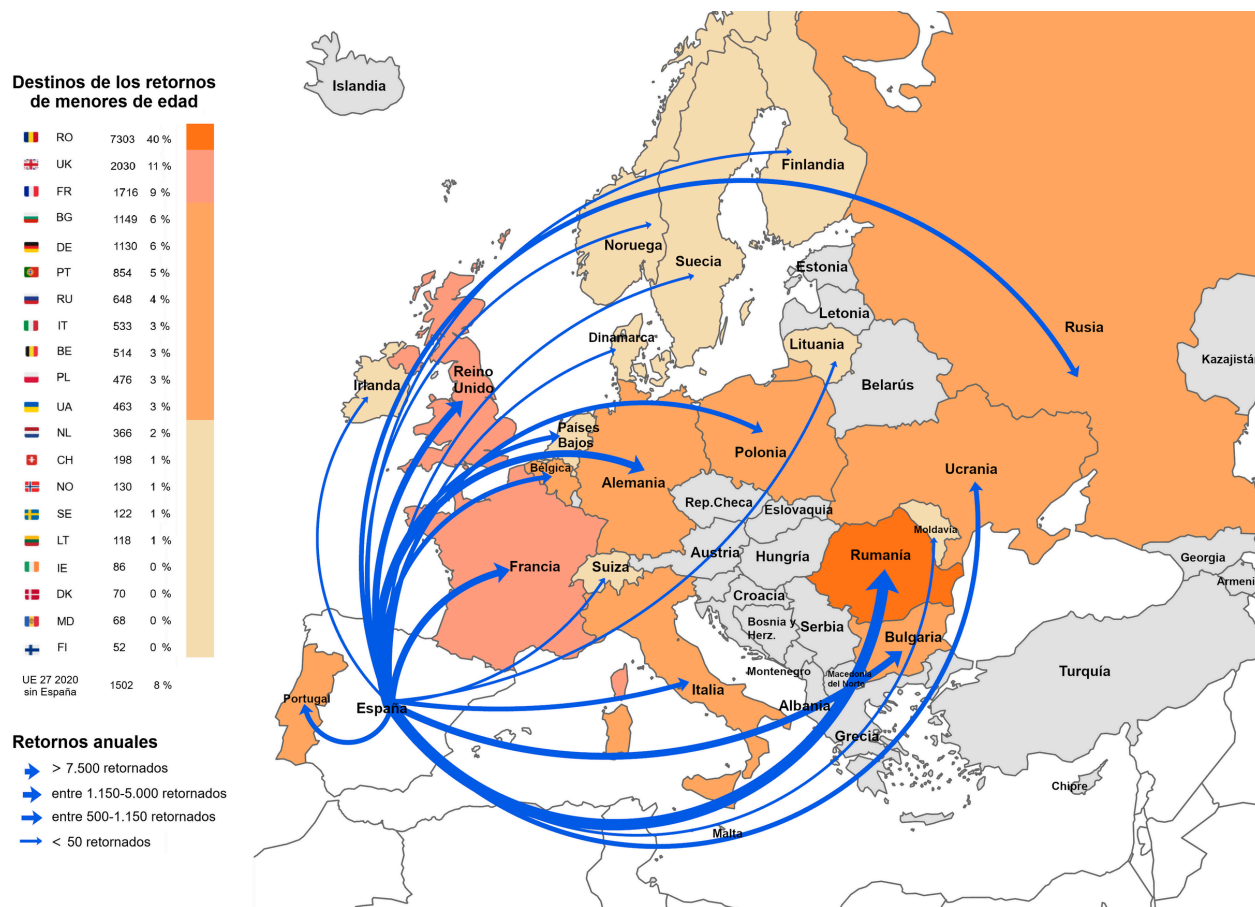 Destinos de los retornos
de menores de edad
RO 7303 40 %
UK 2030 11 %
FR 1716 9 %
BG 1149 6 %
DE 1130 6 %
PT 854 5 %
RU 648 4 %
IT 533 3 %
BE 514 3 %
PL 476 3 %
UA 463 3 %
NL 366 2 %
CH 198 1 %
NO 130 1 %
SE 122 1 %
LT 118 1 %
IE 86 0 %
DK 70 0 %
MD 68 0 %
FI 52 0 %
UE 27 2020
sin España 1502 8 %
Retornos anuales
> 7.500 retornados
entre 1.150-5.000 retornados
entre 500-1.150 retornados
< 50 retornados
Islandia
Finlandia
Noruega
Suecia
Estonia
Letonia
Lituania
Dinamarca
Rusia
Kazajistán
Belarús
Irlanda
Reino
Unido
Países
Bajos
Bélgica
Alemania
Polonia
Ucrania
Rep.Checa
Eslovaquia
Moldavia
Austria
Hungría
Rumanía
Francia
Suiza
Georgia
Armeni
Croacia
Bosnia y
Herz.
Serbia
Bulgaria
Montenegro
Macedonia
del Norto
Turquía
Portugal
España
Italia
Albania
Grecia
Chipre
Malta